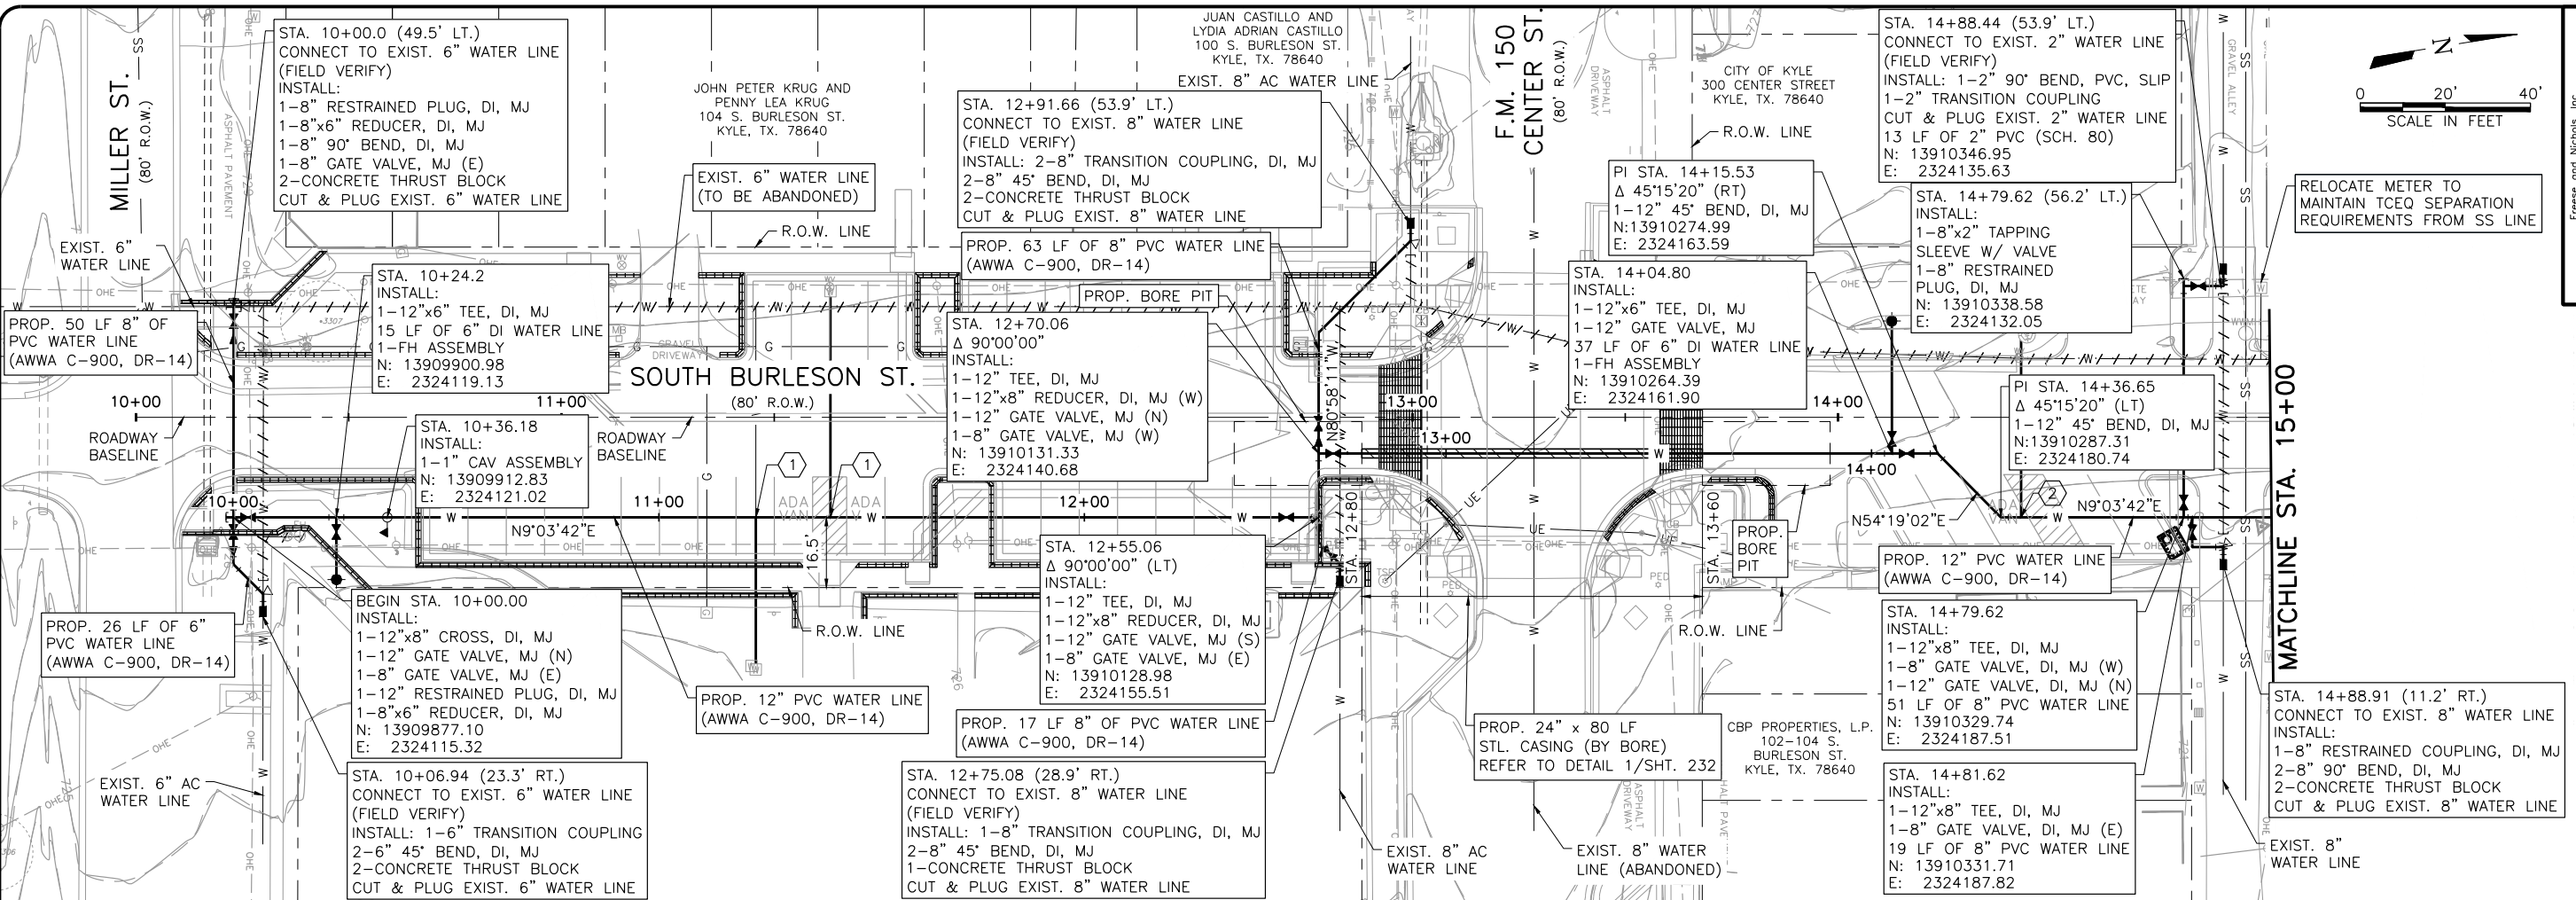 STA. 10+00.0 (49.5' LT.)
CONNECT TO EXIST. 6" WATER LINE
(FIELD VERIFY)
INSTALL:
1-8" RESTRAINED PLUG, DI, MJ
1-8"x6" REDUCER, DI, MJ
1-8" 90° BEND, DI, MJ
1-8" GATE VALVE, MJ (E)
2-CONCRETE THRUST BLOCK
CUT & PLUG EXIST. 6" WATER LINE
MILLER ST.
(80' R.O.W.)
ASPHALT PAVEMENT
EXIST. 6"
WATER LINE
PROP. 50 LF 8" OF
PVC WATER LINE
(AWWA C-900, DR-14)
JOHN PETER KRUG AND
PENNY LEA KRUG
104 S. BURLESON ST.
KYLE, TX. 78640
EXIST. 6" WATER LINE
(TO BE ABANDONED)
R.O.W. LINE
JUAN CASTILLO AND
LYDIA ADRIAN CASTILLO
100 S. BURLESON ST.
KYLE, TX. 78640
EXIST. 8" AC WATER LINE
STA. 12+91.66 (53.9' LT.)
CONNECT TO EXIST. 8" WATER LINE
(FIELD VERIFY)
INSTALL: 2-8" TRANSITION COUPLING, DI, MJ
2-8" 45° BEND, DI, MJ
2-CONCRETE THRUST BLOCK
CUT & PLUG EXIST. 8" WATER LINE
PROP. 63 LF OF 8" PVC WATER LINE
(AWWA C-900, DR-14)
PROP. BORE PIT
F.M. 150
CENTER ST.
(80' R.O.W.)
ASPHALT
DRIVEWAY
CITY OF KYLE
300 CENTER STREET
KYLE, TX. 78640
R.O.W. LINE
PI STA. 14+15.53
Δ 45°15'20" (RT)
1-12" 45° BEND, DI, MJ
N:13910274.99
E: 2324163.59
STA. 14+04.80
INSTALL:
1-12"x6" TEE, DI, MJ
1-12" GATE VALVE, MJ
37 LF OF 6" DI WATER LINE
1-FH ASSEMBLY
N: 13910264.39
E: 2324161.90
STA. 14+88.44 (53.9' LT.)
CONNECT TO EXIST. 2" WATER LINE
(FIELD VERIFY)
INSTALL: 1-2" 90° BEND, PVC, SLIP
1-2" TRANSITION COUPLING
CUT & PLUG EXIST. 2" WATER LINE
13 LF OF 2" PVC (SCH. 80)
N: 13910346.95
E: 2324135.63
STA. 14+79.62 (56.2' LT.)
INSTALL:
1-8"x2" TAPPING
SLEEVE W/ VALVE
1-8" RESTRAINED
PLUG, DI, MJ
N: 13910338.58
E: 2324132.05
GRAVEL ALLEY
N
0 20' 40'
SCALE IN FEET
Freese and Nichols, Inc.
RELOCATE METER TO
MAINTAIN TCEQ SEPARATION
REQUIREMENTS FROM SS LINE
STA. 10+24.2
INSTALL:
1-12"x6" TEE, DI, MJ
15 LF OF 6" DI WATER LINE
1-FH ASSEMBLY
N: 13909900.98
E: 2324119.13
GRAVEL
DRIVEWAY
SOUTH BURLESON ST.
(80' R.O.W.)
10+00
11+00
13+00
14+00
ROADWAY
BASELINE
STA. 10+36.18
INSTALL:
1-1" CAV ASSEMBLY
N: 13909912.83
E: 2324121.02
ROADWAY
BASELINE
STA. 12+70.06
Δ 90°00'00"
INSTALL:
1-12" TEE, DI, MJ
1-12"x8" REDUCER, DI, MJ (W)
1-12" GATE VALVE, MJ (N)
1-8" GATE VALVE, MJ (W)
N: 13910131.33
E: 2324140.68
N80°58'11"W
PI STA. 14+36.65
Δ 45°15'20" (LT)
1-12" 45° BEND, DI, MJ
N:13910287.31
E: 2324180.74
MATCHLINE STA. 15+00
10+00
11+00
12+00
13+00
14+00
1
1
2
ADA
VAN
ADA
N9°03'42"E
16.5'
STA. 12+80
STA. 13+60
PROP.
BORE
PIT
N54°19'02"E
ADA
VAN
N9°03'42"E
PROP. 12" PVC WATER LINE
(AWWA C-900, DR-14)
PROP. 26 LF OF 6"
PVC WATER LINE
(AWWA C-900, DR-14)
BEGIN STA. 10+00.00
INSTALL:
1-12"x8" CROSS, DI, MJ
1-12" GATE VALVE, MJ (N)
1-8" GATE VALVE, MJ (E)
1-12" RESTRAINED PLUG, DI, MJ
1-8"x6" REDUCER, DI, MJ
N: 13909877.10
E: 2324115.32
R.O.W. LINE
PROP. 12" PVC WATER LINE
(AWWA C-900, DR-14)
STA. 12+55.06
Δ 90°00'00" (LT)
INSTALL:
1-12" TEE, DI, MJ
1-12"x8" REDUCER, DI, MJ
1-12" GATE VALVE, MJ (S)
1-8" GATE VALVE, MJ (E)
N: 13910128.98
E: 2324155.51
PROP. 17 LF 8" OF PVC WATER LINE
(AWWA C-900, DR-14)
R.O.W. LINE
PROP. 24" x 80 LF
STL. CASING (BY BORE)
REFER TO DETAIL 1/SHT. 232
CBP PROPERTIES, L.P.
102-104 S.
BURLESON ST.
KYLE, TX. 78640
STA. 14+79.62
INSTALL:
1-12"x8" TEE, DI, MJ
1-8" GATE VALVE, DI, MJ (W)
1-12" GATE VALVE, DI, MJ (N)
51 LF OF 8" PVC WATER LINE
N: 13910329.74
E: 2324187.51
STA. 14+88.91 (11.2' RT.)
CONNECT TO EXIST. 8" WATER LINE
INSTALL:
1-8" RESTRAINED COUPLING, DI, MJ
2-8" 90° BEND, DI, MJ
2-CONCRETE THRUST BLOCK
CUT & PLUG EXIST. 8" WATER LINE
EXIST. 6" AC
WATER LINE
STA. 10+06.94 (23.3' RT.)
CONNECT TO EXIST. 6" WATER LINE
(FIELD VERIFY)
INSTALL: 1-6" TRANSITION COUPLING
2-6" 45° BEND, DI, MJ
2-CONCRETE THRUST BLOCK
CUT & PLUG EXIST. 6" WATER LINE
STA. 12+75.08 (28.9' RT.)
CONNECT TO EXIST. 8" WATER LINE
(FIELD VERIFY)
INSTALL: 1-8" TRANSITION COUPLING, DI, MJ
2-8" 45° BEND, DI, MJ
1-CONCRETE THRUST BLOCK
CUT & PLUG EXIST. 8" WATER LINE
EXIST. 8" AC
WATER LINE
EXIST. 8" WATER
LINE (ABANDONED)
ASPHALT
DRIVEWAY
STA. 14+81.62
INSTALL:
1-12"x8" TEE, DI, MJ
1-8" GATE VALVE, DI, MJ (E)
19 LF OF 8" PVC WATER LINE
N: 13910331.71
E: 2324187.82
EXIST. 8"
WATER LINE